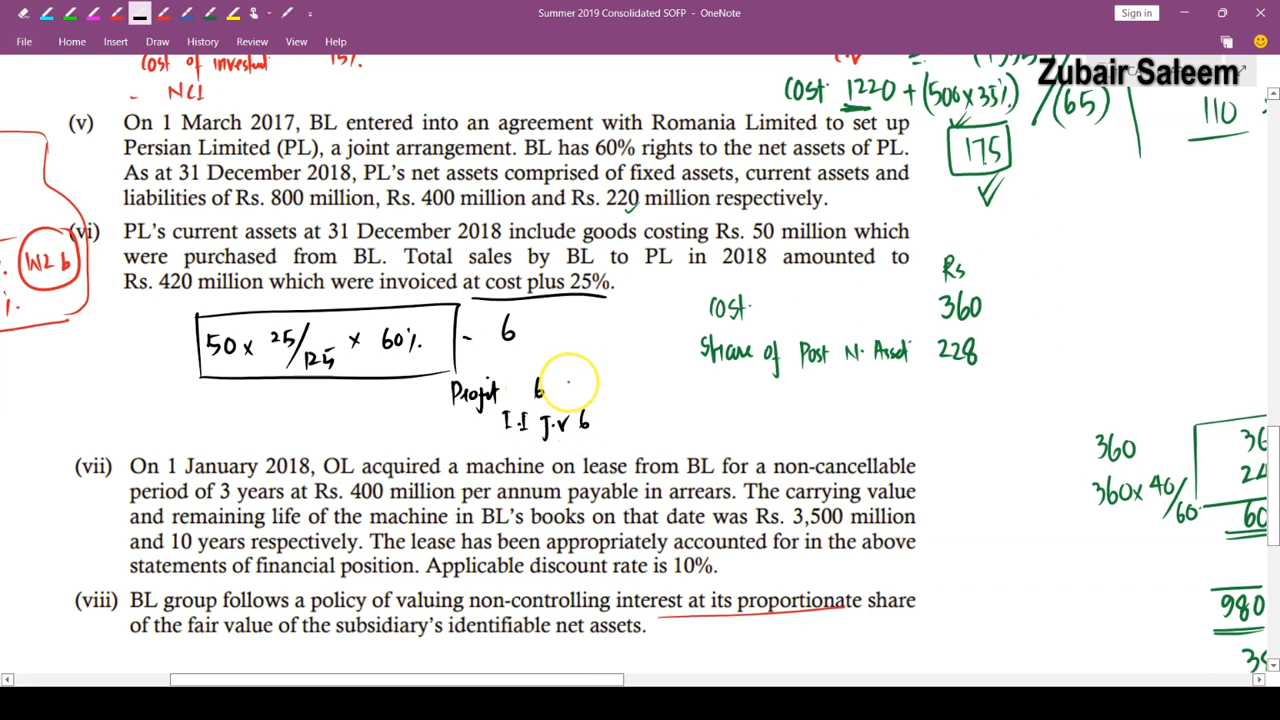 Summer 2019 Consolidated SOFP - OneNote
Sign in
File Home Insert Draw History View Help
Zubair Saleem
Cost of investment 15%.
- NCI
Cost 1220 + (500 x 35%) / (65)
110
175
(v) On 1 March 2017, BL entered into an agreement with Romania Limited to set up
Persian Limited (PL), a joint arrangement. BL has 60% rights to the net assets of PL.
As at 31 December 2018, PL's net assets comprised of fixed assets, current assets and
liabilities of Rs. 800 million, Rs. 400 million and Rs. 220 million respectively.
(vi) PL's current assets at 31 December 2018 include goods costing Rs. 50 million which
were purchased from BL. Total sales by BL to PL in 2018 amounted to
Rs. 420 million which were invoiced at cost plus 25%.
W2 b
Rs
Cost 360
Share of Post N. Asset 228
50 x 25/125 x 60% - 6
Profit 6
I.I J.V 6
360
360 x 40/60
(vii) On 1 January 2018, OL acquired a machine on lease from BL for a non-cancellable
period of 3 years at Rs. 400 million per annum payable in arrears. The carrying value
and remaining life of the machine in BL's books on that date was Rs. 3,500 million
and 10 years respectively. The lease has been appropriately accounted for in the above
statements of financial position. Applicable discount rate is 10%.
(viii) BL group follows a policy of valuing non-controlling interest at its proportionate share
of the fair value of the subsidiary's identifiable net assets.
980